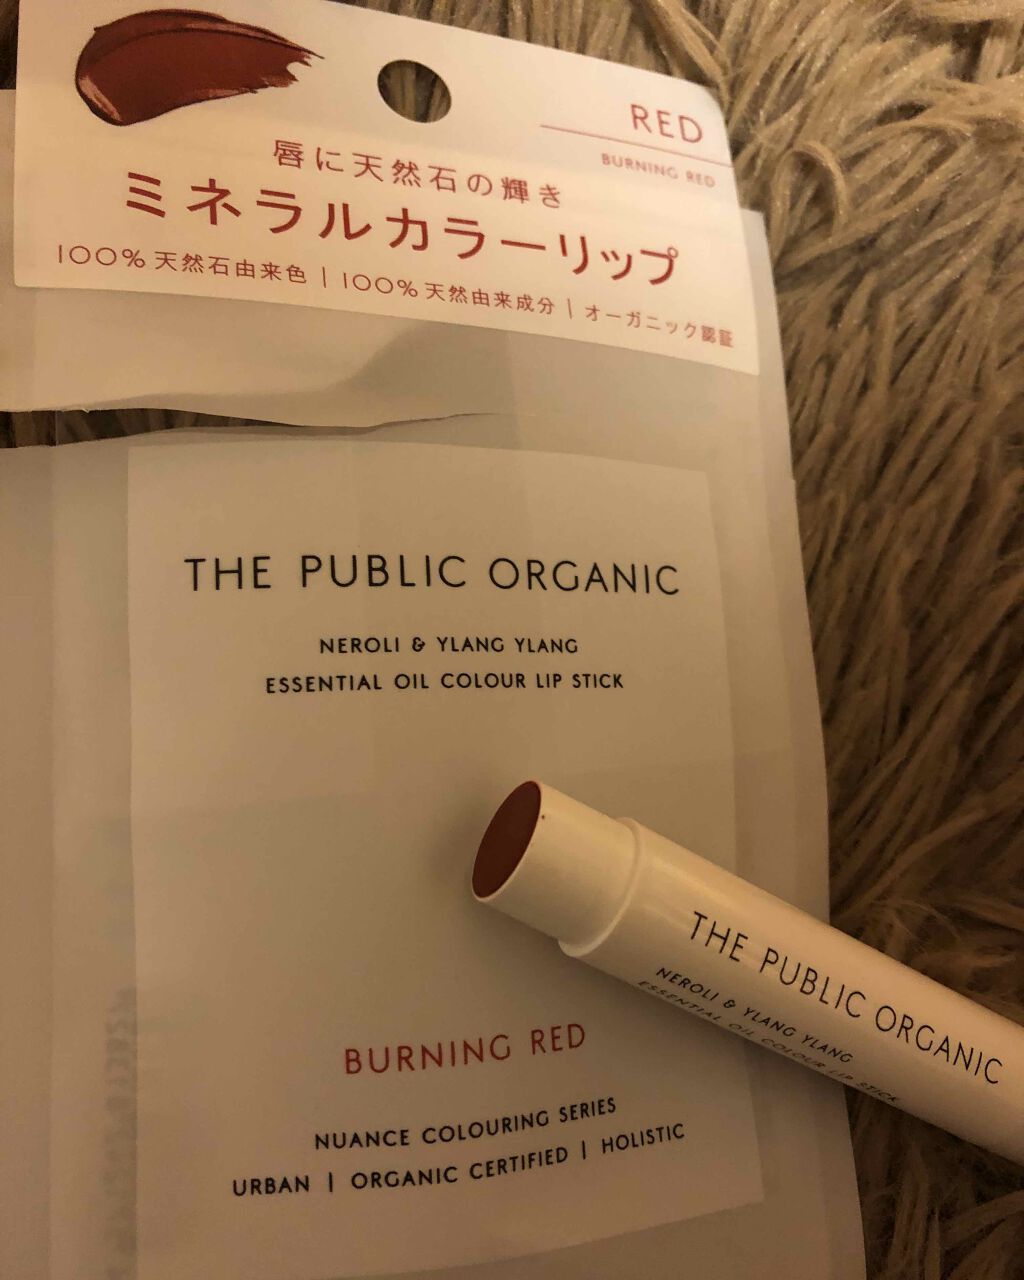 RED
BURNING RED
唇に天然石の輝き
ミネラルカラーリップ
100%天然石由来色 | 100%天然由来成分 | オーガニック認証
THE PUBLIC ORGANIC
NEROLI & YLANG YLANG
ESSENTIAL OIL COLOUR LIP STICK
BURNING RED
NUANCE COLOURING SERIES
URBAN | ORGANIC CERTIFIED | HOLISTIC
THE PUBLIC ORGANIC
NEROLI & YLANG YLANG
ESSENTIAL OIL COLOUR LIP STICK